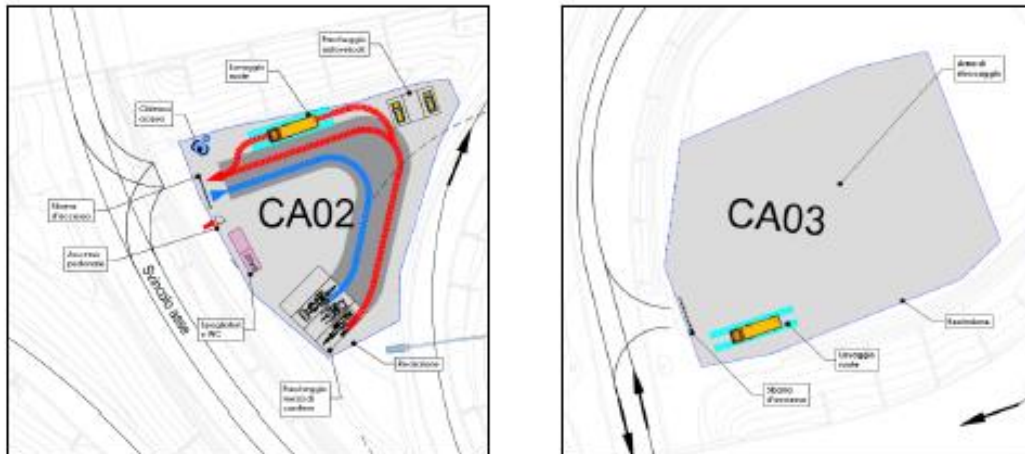 Parcheggio
autoveicoli
Lavaggio
ruote
Cisterna
acqua
CA02
Sbarra
d'accesso
Accesso
pedonale
Svincolo
Spogliatoi
e WC
Recinzione
Parcheggio
mezzi di
cantiere
Area di
stoccaggio
CA03
Recinzione
Lavaggio
ruote
Sbarra
d'accesso